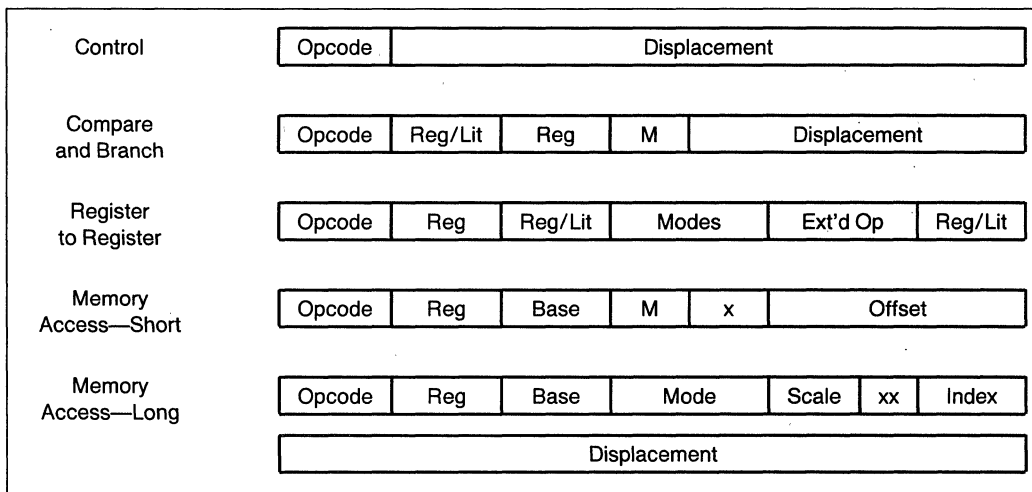 Control Opcode Displacement
Compare and Branch Opcode Reg/Lit Reg M Displacement
Register to Register Opcode Reg Reg/Lit Modes Ext'd Op Reg/Lit
Memory Access—Short Opcode Reg Base M x Offset
Memory Access—Long Opcode Reg Base Mode Scale xx Index
Displacement